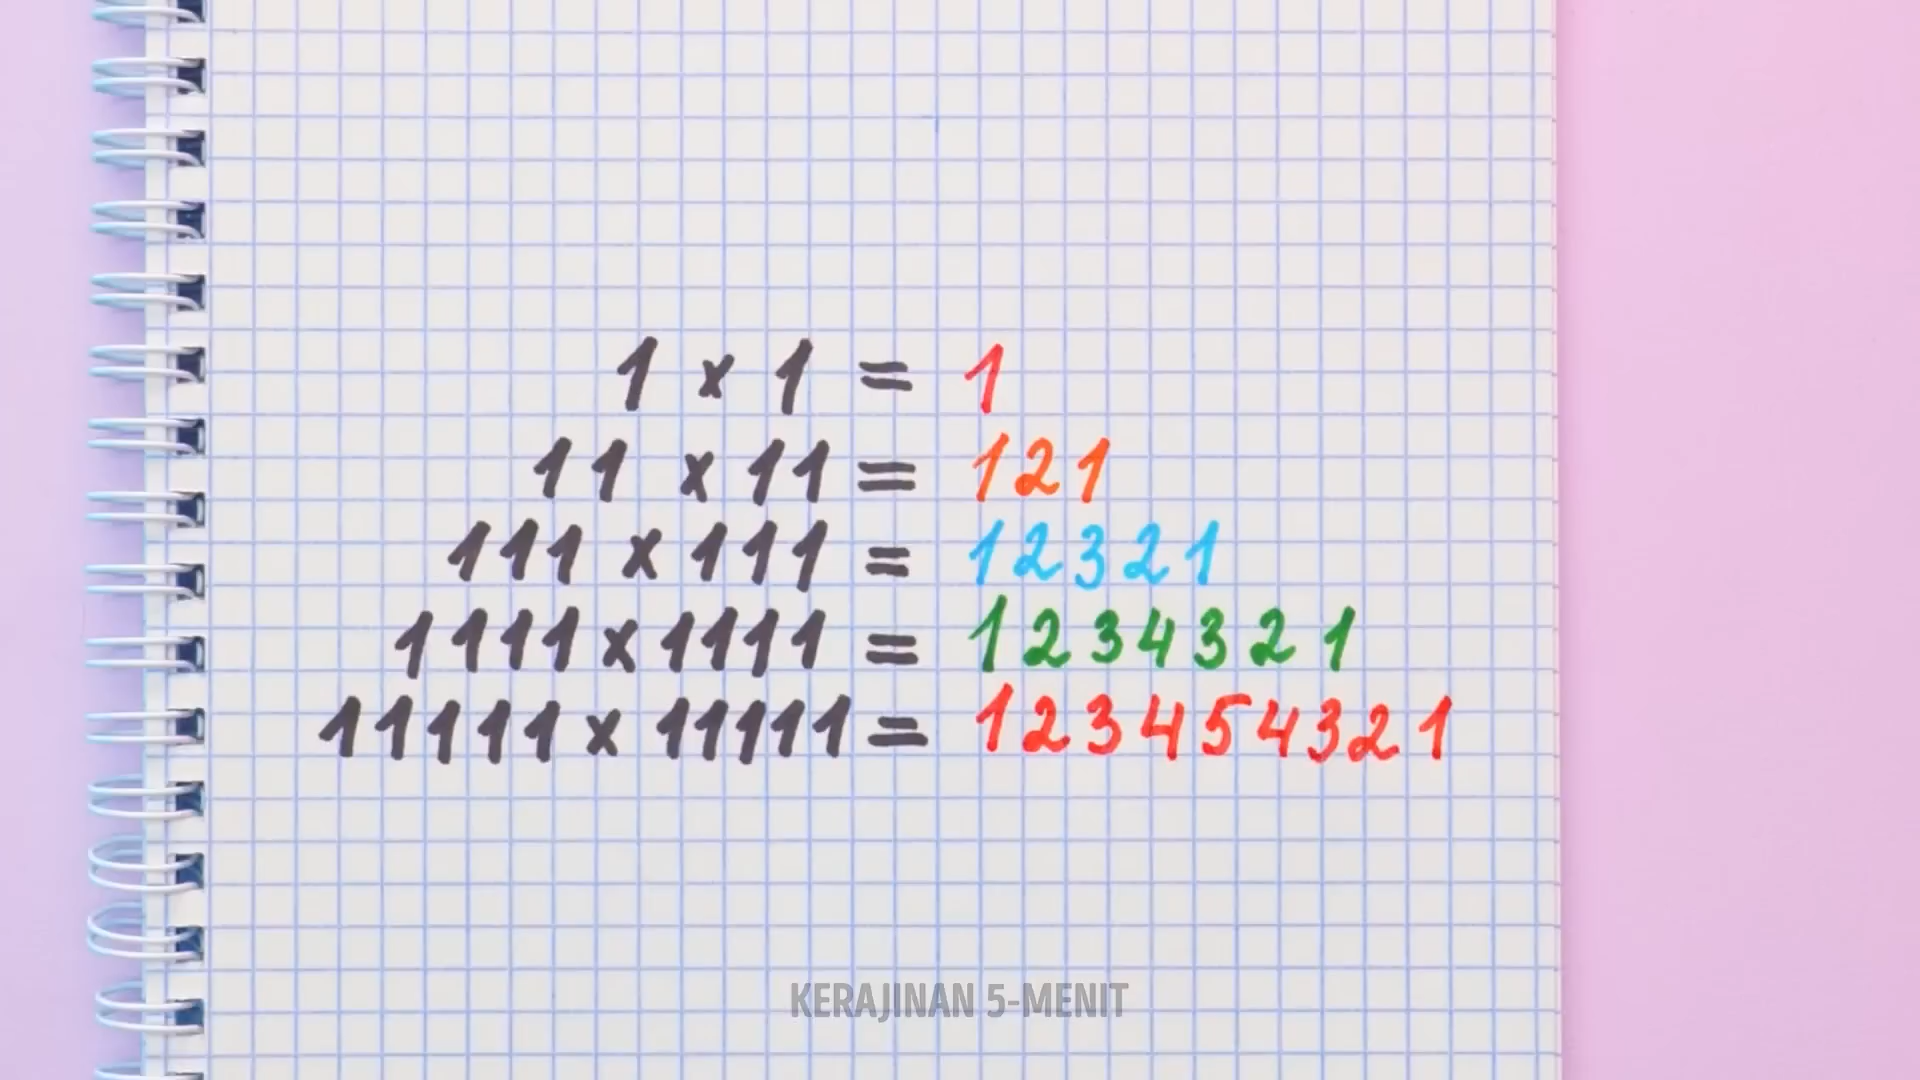 1 x 1 = 1
11 x 11 = 121
111 x 111 = 12321
1111 x 1111 = 1234321
11111 x 11111 = 123454321
KERAJINAN 5-MENIT